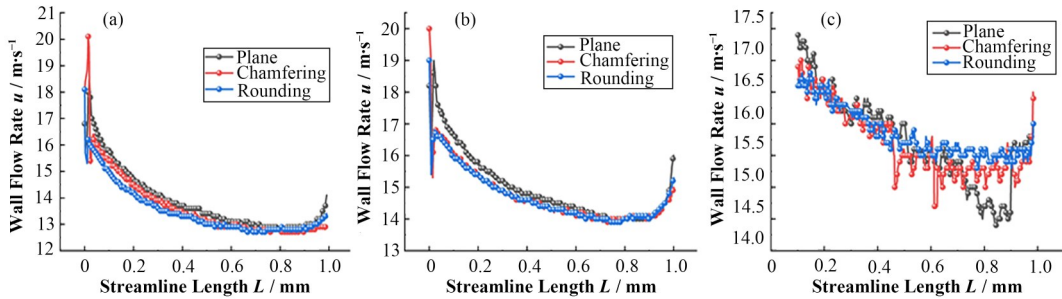 (a)
Plane
Chamfering
Rounding
Wall Flow Rate u / m·s⁻¹
21
20
19
18
17
16
15
14
13
12
0
0.2
0.4
0.6
0.8
1.0
Streamline Length L / mm
(b)
Plane
Chamfering
Rounding
Wall Flow Rate u / m·s⁻¹
20
19
18
17
16
15
14
13
0
0.2
0.4
0.6
0.8
1.0
Streamline Length L / mm
(c)
Plane
Chamfering
Rounding
Wall Flow Rate u / m·s⁻¹
17.5
17.0
16.5
16.0
15.5
15.0
14.5
14.0
0
0.2
0.4
0.6
0.8
1.0
Streamline Length L / mm